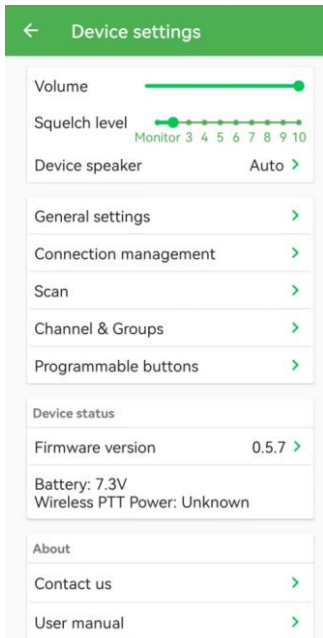 Device settings
Volume
Squelch level
Monitor 3 4 5 6 7 8 9 10
Device speaker Auto
General settings
Connection management
Scan
Channel & Groups
Programmable buttons
Device status
Firmware version 0.5.7
Battery: 7.3V
Wireless PTT Power: Unknown
About
Contact us
User manual